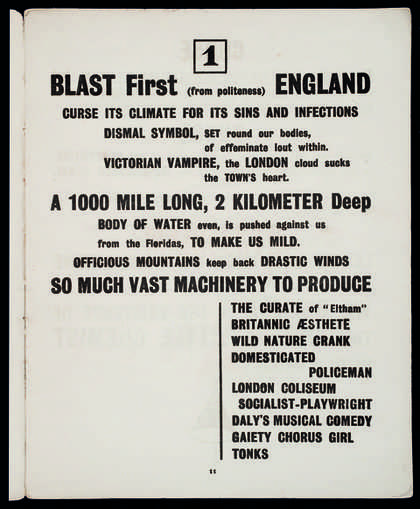 1
BLAST First (from politeness) ENGLAND
CURSE ITS CLIMATE FOR ITS SINS AND INFECTIONS
DISMAL SYMBOL, SET round our bodies,
of effeminate lout within.
VICTORIAN VAMPIRE, the LONDON cloud sucks
the TOWN'S heart.
A 1000 MILE LONG, 2 KILOMETER Deep
BODY OF WATER even, is pushed against us
from the Floridas, TO MAKE US MILD.
OFFICIOUS MOUNTAINS keep back DRASTIC WINDS
SO MUCH VAST MACHINERY TO PRODUCE
THE CURATE of "Eltham"
BRITANNIC ÆSTHETE
WILD NATURE CRANK
DOMESTICATED
POLICEMAN
LONDON COLISEUM
SOCIALIST-PLAYWRIGHT
DALY'S MUSICAL COMEDY
GAIETY CHORUS GIRL
TONKS
11